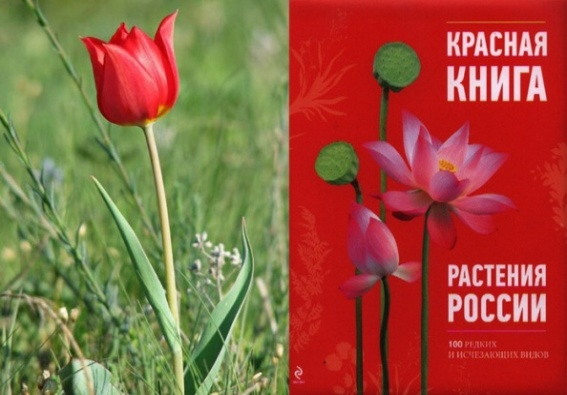 КРАСНАЯ
КНИГА
РАСТЕНИЯ
РОССИИ
100 РЕДКИХ
И ИСЧЕЗАЮЩИХ ВИДОВ